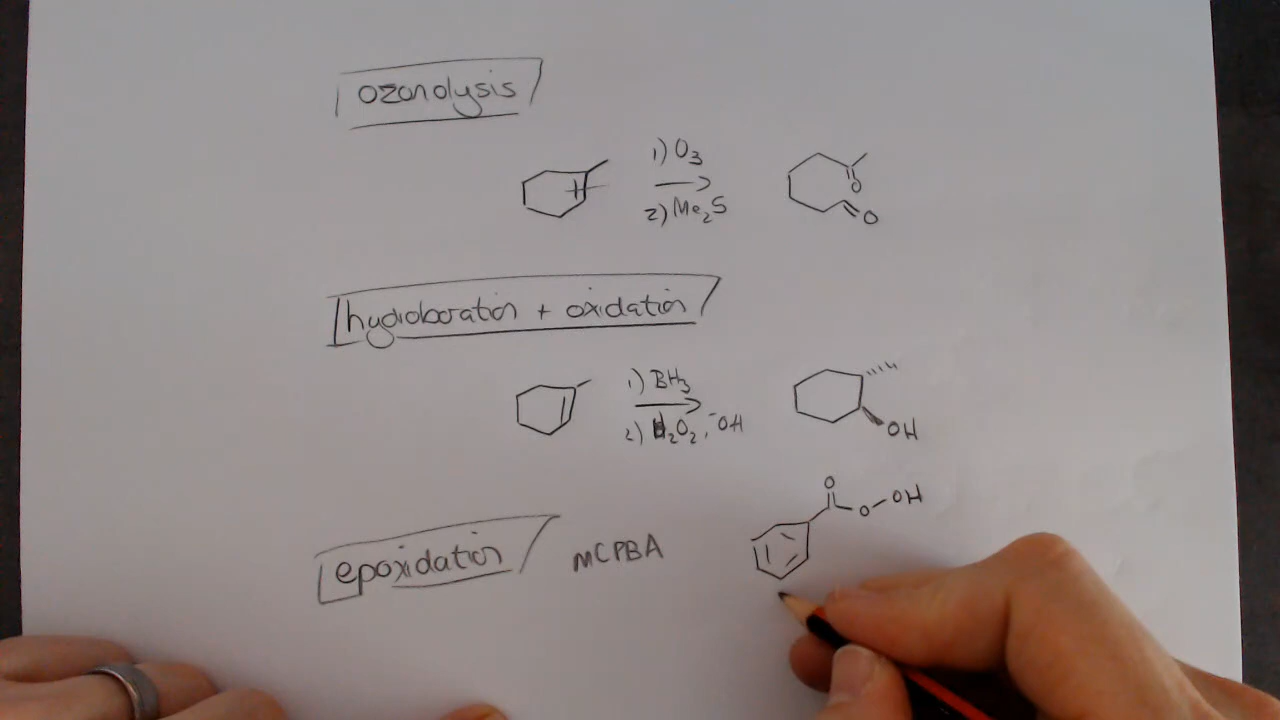 ozonolysis
1) O3
2) Me2S
O
O
hydroboration + oxidation
1) BH3
2) H2O2, -OH
OH
epoxidation mCPBA
O
O-OH